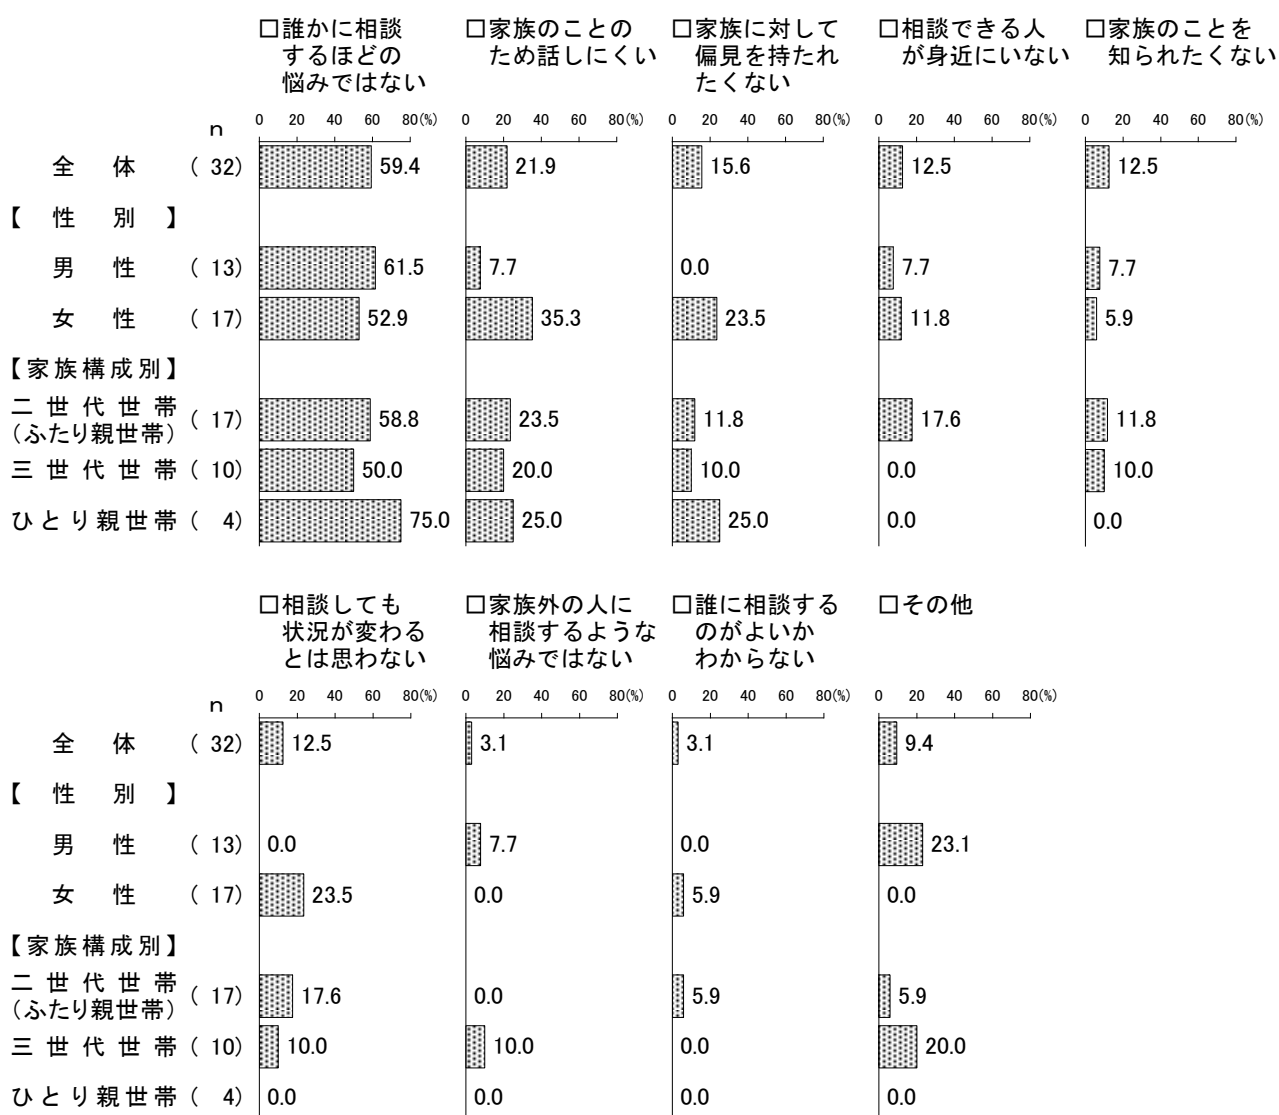 □誰かに相談
するほどの
悩みではない
□家族のことの
ため話しにくい
□家族に対して
偏見を持たれ
たくない
□相談できる人
が身近にいない
□家族のことを
知られたくない
n 0 20 40 60 80(%) 0 20 40 60 80(%) 0 20 40 60 80(%) 0 20 40 60 80(%) 0 20 40 60 80(%)
全体 (32) 59.4 21.9 15.6 12.5 12.5
【性別】
男性 (13) 61.5 7.7 0.0 7.7 7.7
女性 (17) 52.9 35.3 23.5 11.8 5.9
【家族構成別】
二世代世帯
(ふたり親世帯) (17) 58.8 23.5 11.8 17.6 11.8
三世代世帯 (10) 50.0 20.0 10.0 0.0 10.0
ひとり親世帯 (4) 75.0 25.0 25.0 0.0 0.0
□相談しても
状況が変わる
とは思わない
□家族外の人に
相談するような
悩みではない
□誰に相談する
のがよいか
わからない
□その他
n 0 20 40 60 80(%) 0 20 40 60 80(%) 0 20 40 60 80(%) 0 20 40 60 80(%)
全体 (32) 12.5 3.1 3.1 9.4
【性別】
男性 (13) 0.0 7.7 0.0 23.1
女性 (17) 23.5 0.0 5.9 0.0
【家族構成別】
二世代世帯
(ふたり親世帯) (17) 17.6 0.0 5.9 5.9
三世代世帯 (10) 10.0 10.0 0.0 20.0
ひとり親世帯 (4) 0.0 0.0 0.0 0.0